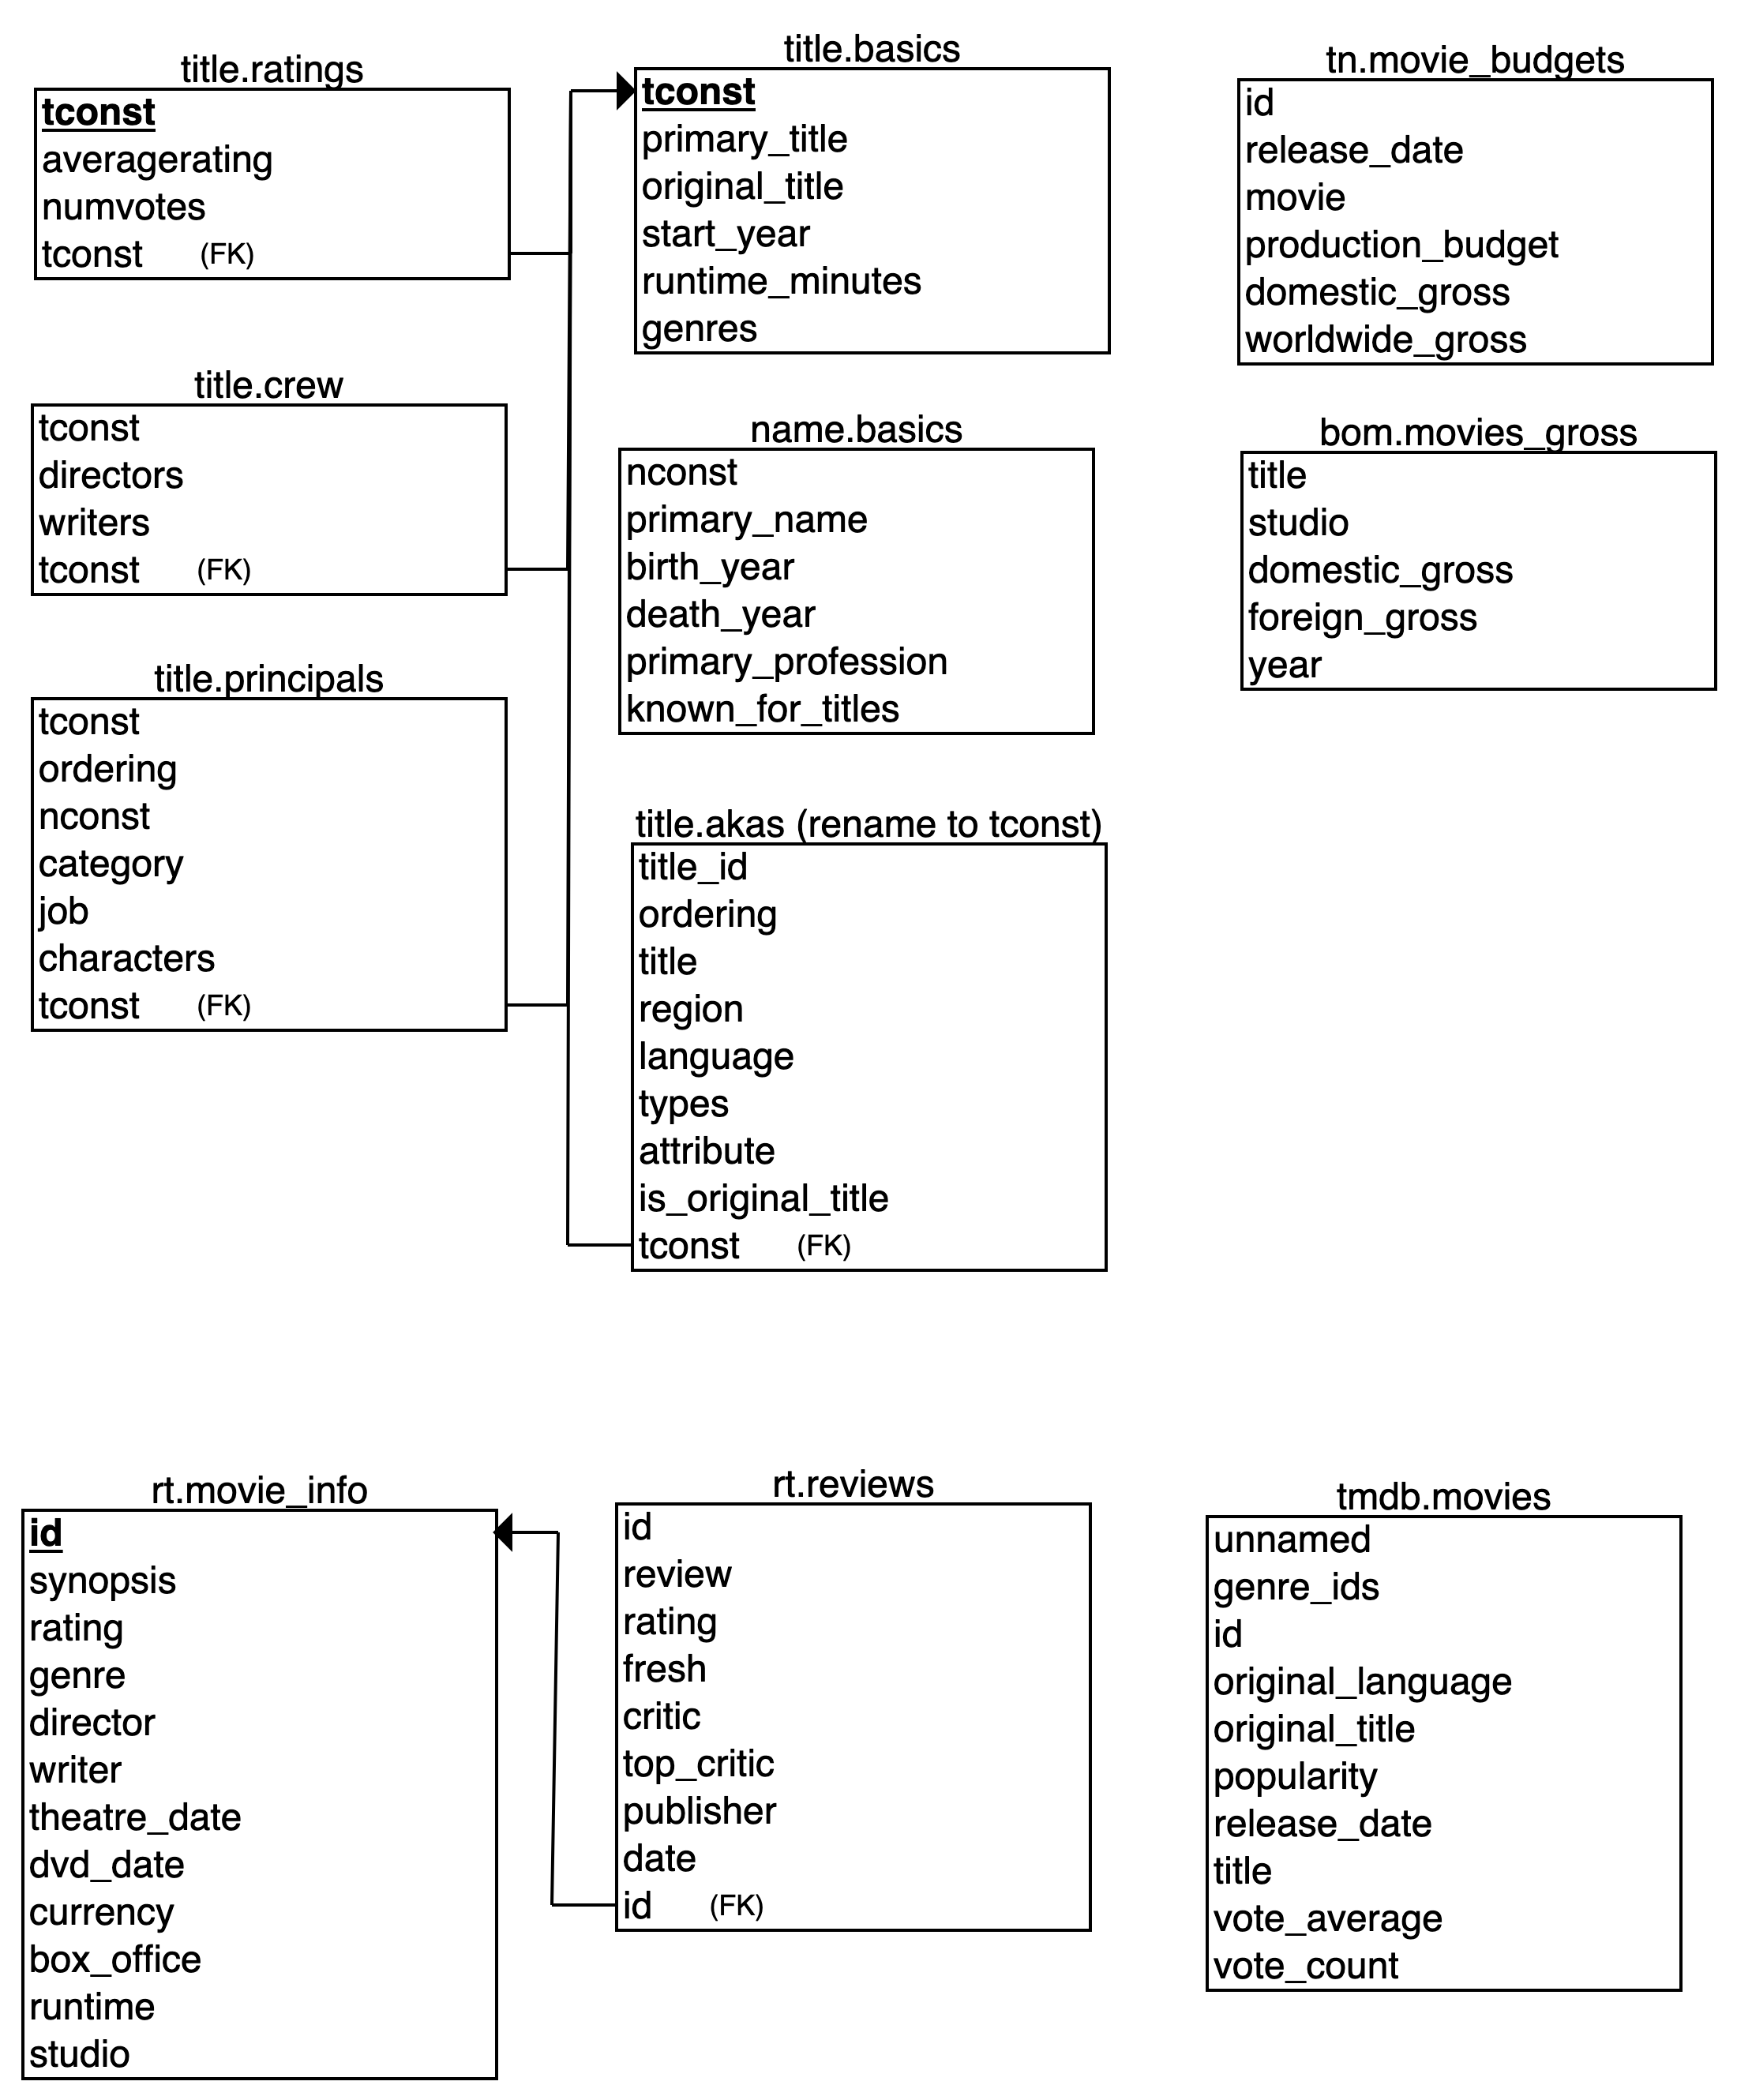 title.ratings
tconst
averagerating
numvotes
tconst (FK)
title.basics
tconst
primary_title
original_title
start_year
runtime_minutes
genres
tn.movie_budgets
id
release_date
movie
production_budget
domestic_gross
worldwide_gross
title.crew
tconst
directors
writers
tconst (FK)
name.basics
nconst
primary_name
birth_year
death_year
primary_profession
known_for_titles
bom.movies_gross
title
studio
domestic_gross
foreign_gross
year
title.principals
tconst
ordering
nconst
category
job
characters
tconst (FK)
title.akas (rename to tconst)
title_id
ordering
title
region
language
types
attribute
is_original_title
tconst (FK)
rt.movie_info
id
synopsis
rating
genre
director
writer
theatre_date
dvd_date
currency
box_office
runtime
studio
rt.reviews
id
review
rating
fresh
critic
top_critic
publisher
date
id (FK)
tmdb.movies
unnamed
genre_ids
id
original_language
original_title
popularity
release_date
title
vote_average
vote_count